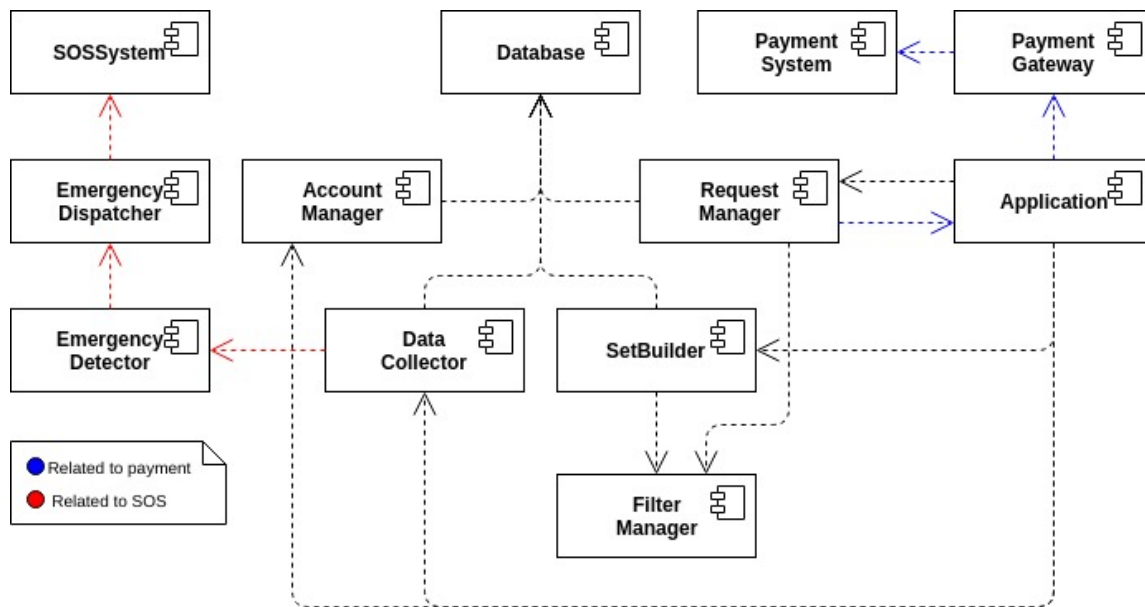 SOSSystem
Database
Payment
System
Payment
Gateway
Emergency
Dispatcher
Account
Manager
Request
Manager
Application
Emergency
Detector
Data
Collector
SetBuilder
Related to payment
Related to SOS
Filter
Manager